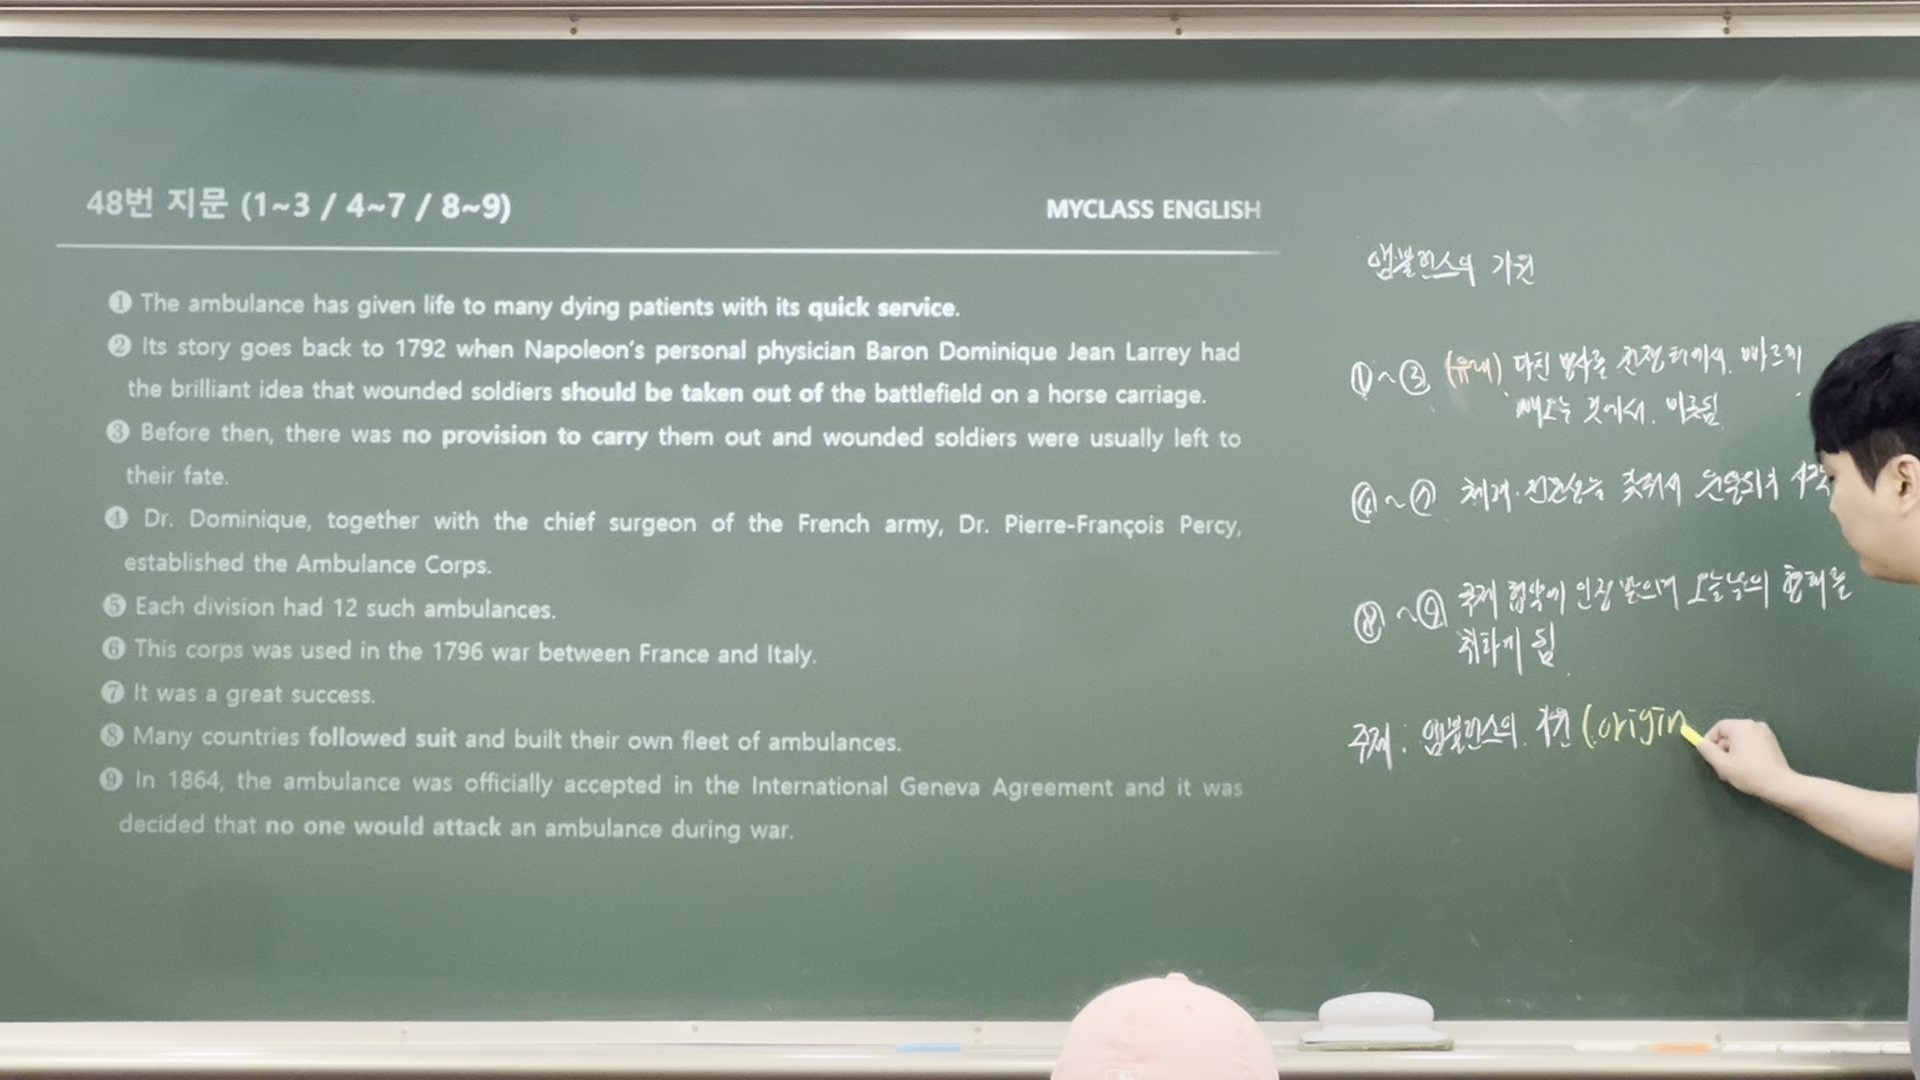 48번 지문 (1~3 / 4~7 / 8~9)
MYCLASS ENGLISH
❶ The ambulance has given life to many dying patients with its quick service.
❷ Its story goes back to 1792 when Napoleon's personal physician Baron Dominique Jean Larrey had
the brilliant idea that wounded soldiers should be taken out of the battlefield on a horse carriage.
❸ Before then, there was no provision to carry them out and wounded soldiers were usually left to
their fate.
❹ Dr. Dominique, together with the chief surgeon of the French army, Dr. Pierre-François Percy,
established the Ambulance Corps.
❺ Each division had 12 such ambulances.
❻ This corps was used in the 1796 war between France and Italy.
❼ It was a great success.
❽ Many countries followed suit and built their own fleet of ambulances.
❾ In 1864, the ambulance was officially accepted in the International Geneva Agreement and it was
decided that no one would attack an ambulance during war.
앰뷸런스의 기원
①~③ (유래) 다친 병사를 전쟁터에서 빠르게
빼오는 것에서 비롯됨
④~⑦ 갖춰서 운영되기
⑧~⑨ 국제 협약에 인정 받으며 오늘날의 형태를
취하게 됨
주제 : 앰뷸런스의 기원 (origin